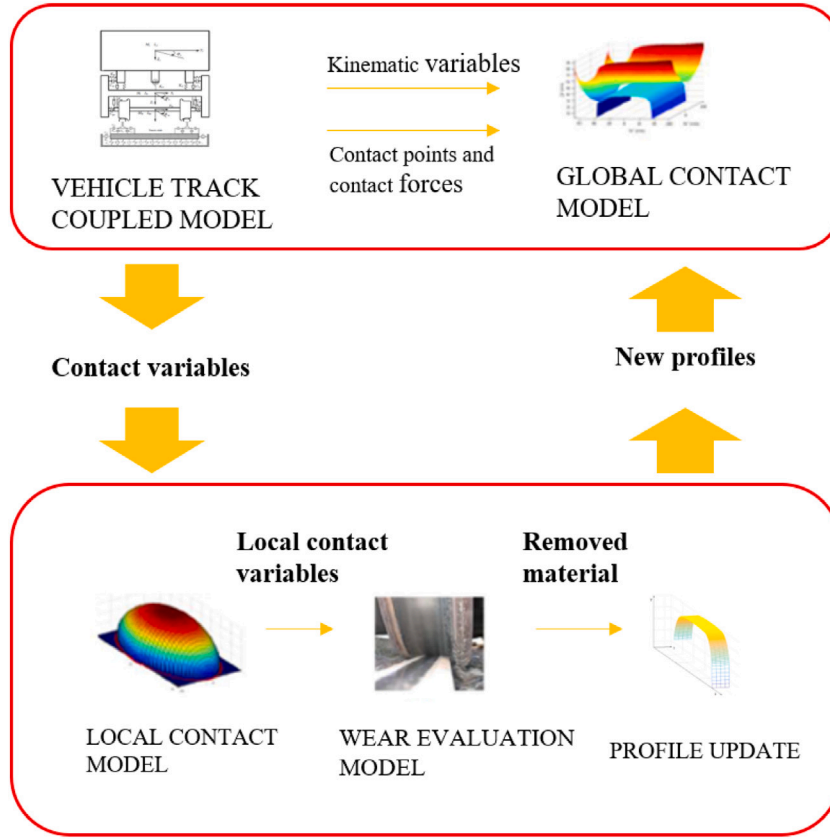 Kinematic variables
Contact points and
contact forces
VEHICLE TRACK
COUPLED MODEL
GLOBAL CONTACT
MODEL
Contact variables
New profiles
Local contact
variables
Removed
material
LOCAL CONTACT
MODEL
WEAR EVALUATION
MODEL
PROFILE UPDATE